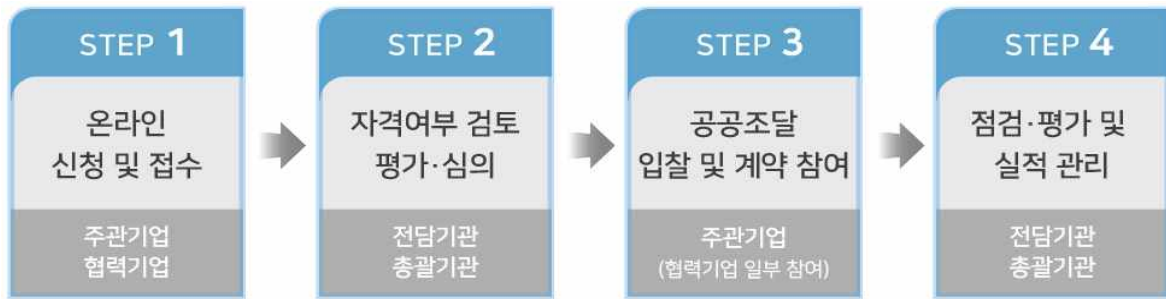 STEP 1
온라인
신청 및 접수
주관기업
협력기업
STEP 2
자격여부 검토
평가·심의
전담기관
총괄기관
STEP 3
공공조달
입찰 및 계약 참여
주관기업
(협력기업 일부 참여)
STEP 4
점검·평가 및
실적 관리
전담기관
총괄기관